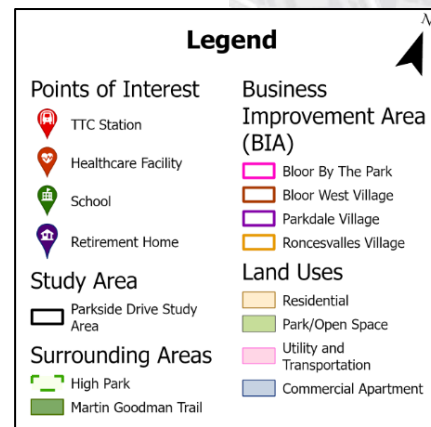 N
Legend
Points of Interest
TTC Station
Healthcare Facility
School
Retirement Home
Study Area
Parkside Drive Study
Area
Surrounding Areas
High Park
Martin Goodman Trail
Business
Improvement Area
(BIA)
Bloor By The Park
Bloor West Village
Parkdale Village
Roncesvalles Village
Land Uses
Residential
Park/Open Space
Utility and
Transportation
Commercial Apartment